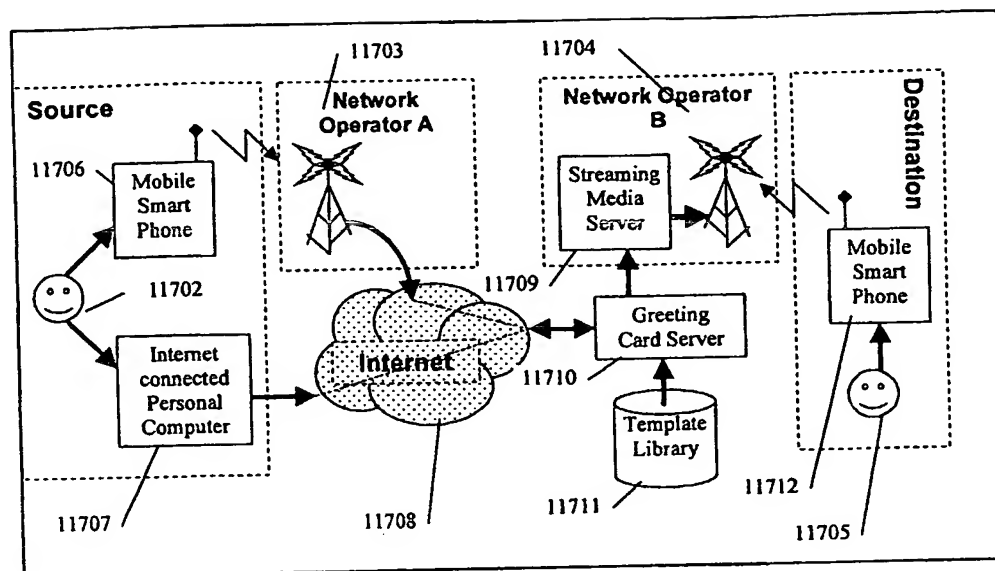 11703
11704
Source
Network
Operator A
Network Operator
B
Destination
11706
Mobile
Smart
Phone
Streaming
Media
Server
Mobile
Smart
Phone
11702
11709
Internet
Greeting
Card Server
Internet
connected
Personal
Computer
11710
Template
Library
11707
11708
11711
11712
11705